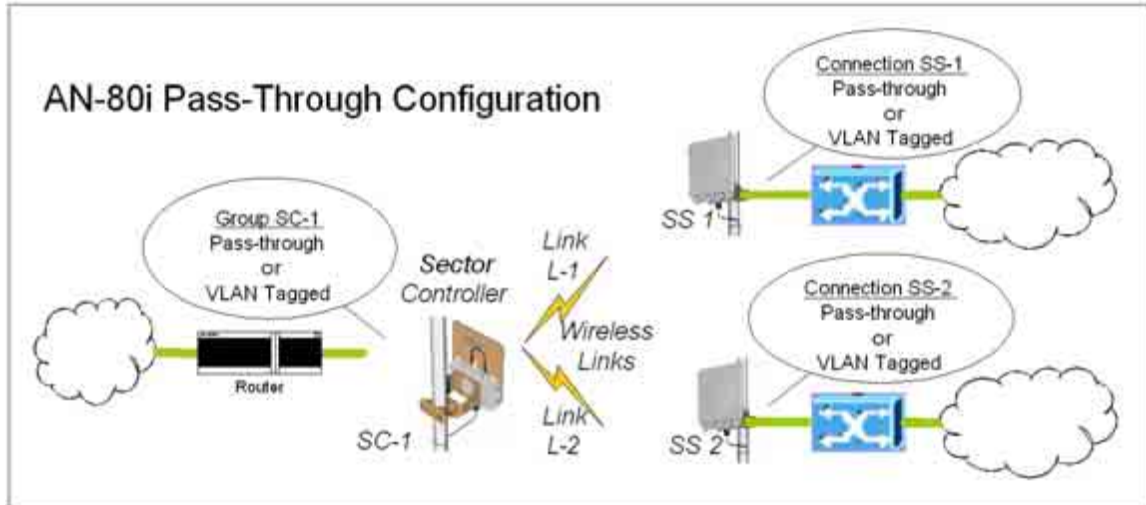 AN-80i Pass-Through Configuration
Group SC-1
Pass-through
or
VLAN Tagged
Router
Sector
Controller
SC-1
Link
L-1
Wireless
Links
Link
L-2
Connection SS-1
Pass-through
or
VLAN Tagged
SS 1
Connection SS-2
Pass-through
or
VLAN Tagged
SS 2